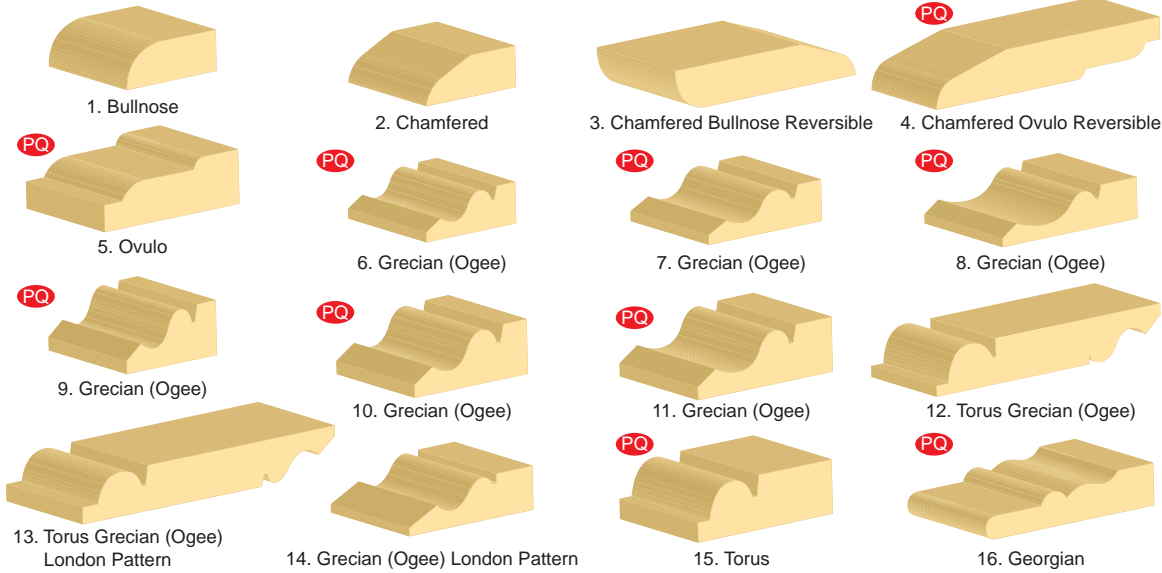 PQ
1. Bullnose
2. Chamfered
3. Chamfered Bullnose Reversible
4. Chamfered Ovulo Reversible
PQ
PQ
PQ
PQ
5. Ovulo
6. Grecian (Ogee)
7. Grecian (Ogee)
8. Grecian (Ogee)
PQ
PQ
PQ
9. Grecian (Ogee)
10. Grecian (Ogee)
11. Grecian (Ogee)
12. Torus Grecian (Ogee)
PQ
PQ
13. Torus Grecian (Ogee)
London Pattern
14. Grecian (Ogee) London Pattern
15. Torus
16. Georgian